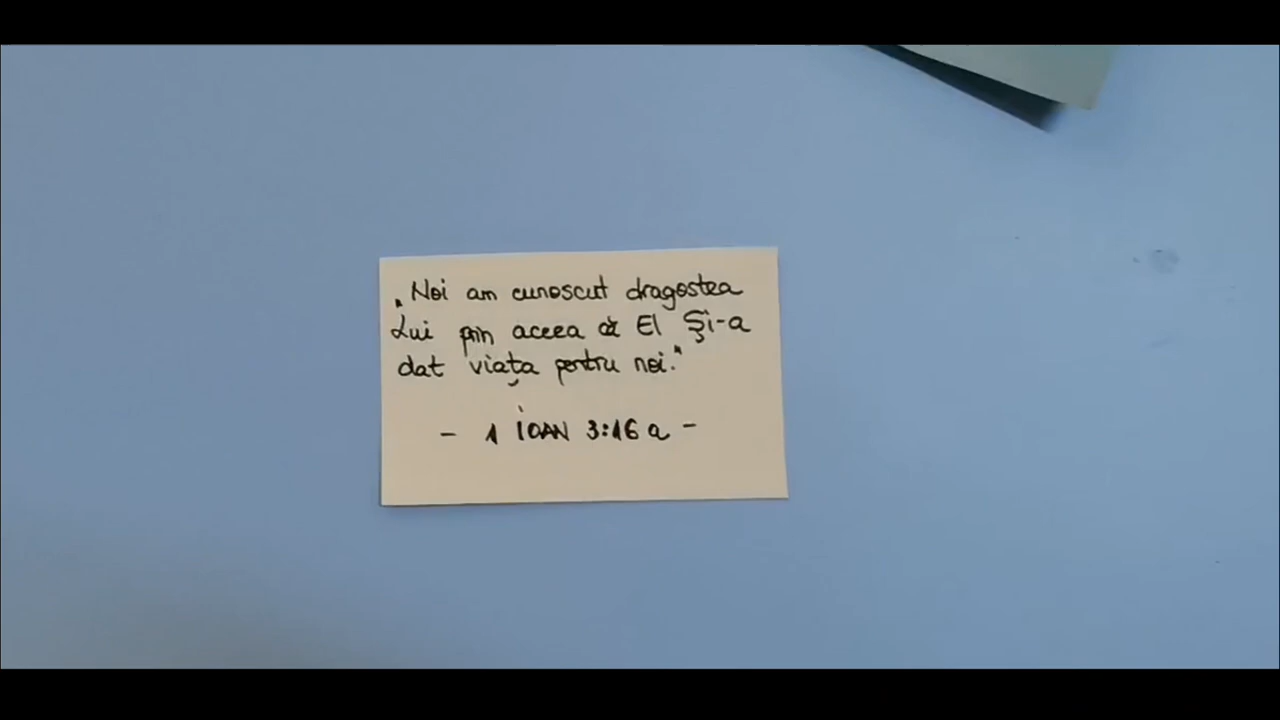 „Noi am cunoscut dragostea
Lui prin aceea că El Şi-a
dat viaţa pentru noi."
- 1 IOAN 3:16 a -